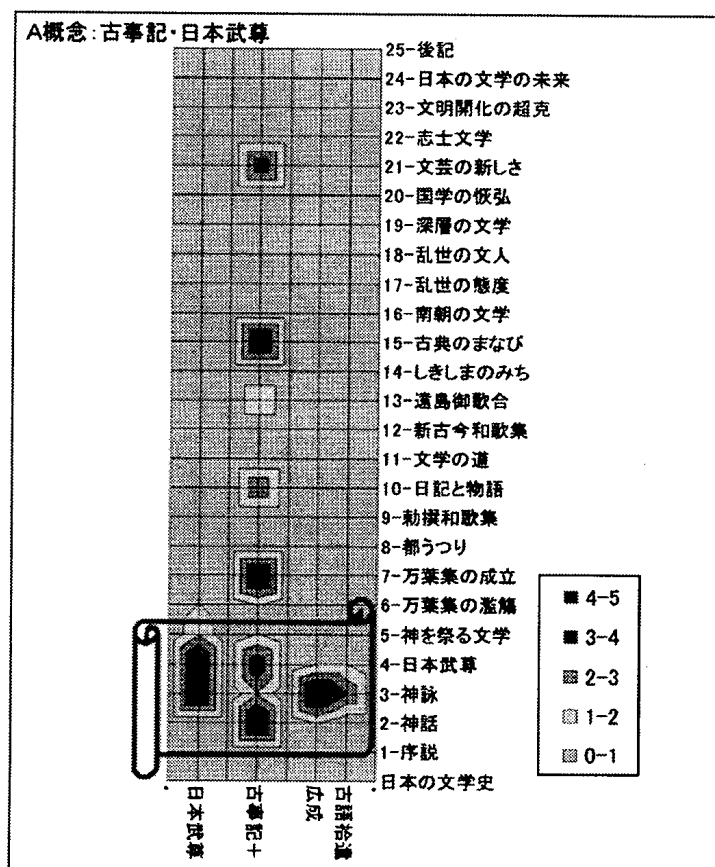 A概念:古事記・日本武尊
25-後記
24-日本の文学の未来
23-文明開化の超克
22-志士文学
21-文芸の新しさ
20-国学の恢弘
19-深層の文学
18-乱世の文人
17-乱世の態度
16-南朝の文学
15-古典のまなび
14-しきしまのみち
13-遠島御歌合
12-新古今和歌集
11-文学の道
10-日記と物語
9-勅撰和歌集
8-都うつり
7-万葉集の成立
6-万葉集の濫觴
5-神を祭る文学
4-日本武尊
3-神詠
2-神話
1-序説
日本の文学史
日本武尊
古事記+
広成
古語拾遺
4-5
3-4
2-3
1-2
0-1